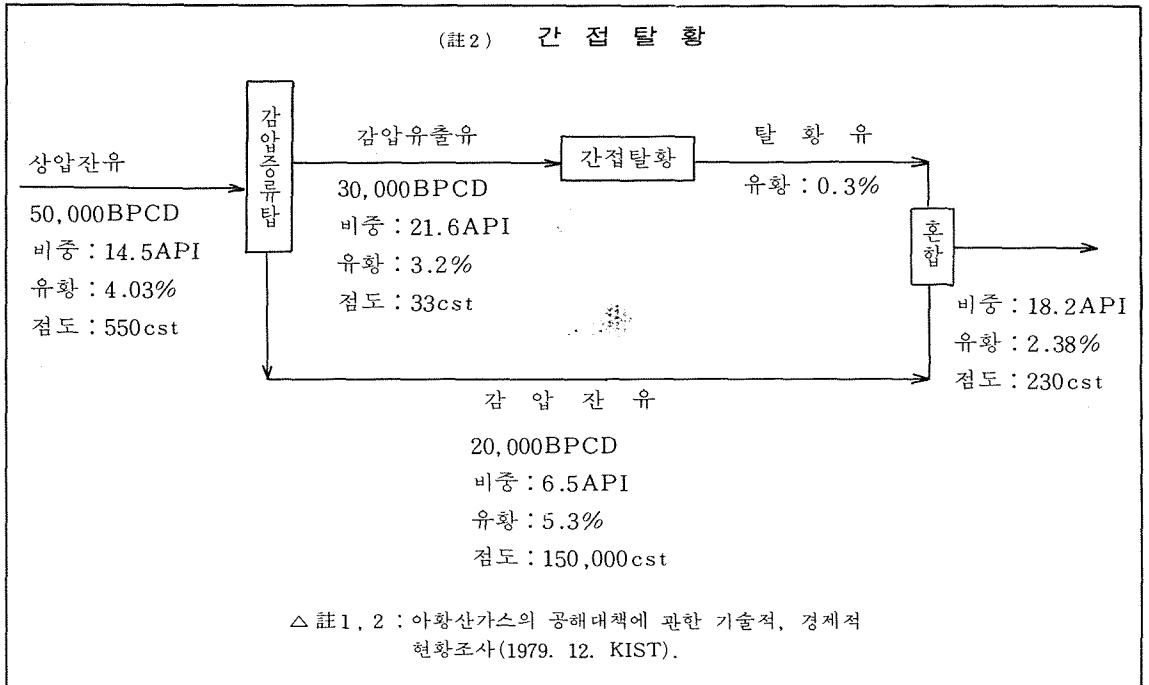 (註2) 간 접 탈 황
상압잔유
50,000BPCD
비중 : 14.5API
유황 : 4.03%
점도 : 550cst
감압증류탑
감압유출유
30,000BPCD
비중 : 21.6API
유황 : 3.2%
점도 : 33cst
간접탈황
탈 황 유
유황 : 0.3%
혼합
비중 : 18.2API
유황 : 2.38%
점도 : 230cst
감 압 잔 유
20,000BPCD
비중 : 6.5API
유황 : 5.3%
점도 : 150,000cst
△ 註1, 2 : 아황산가스의 공해대책에 관한 기술적, 경제적
현황조사(1979. 12. KIST).